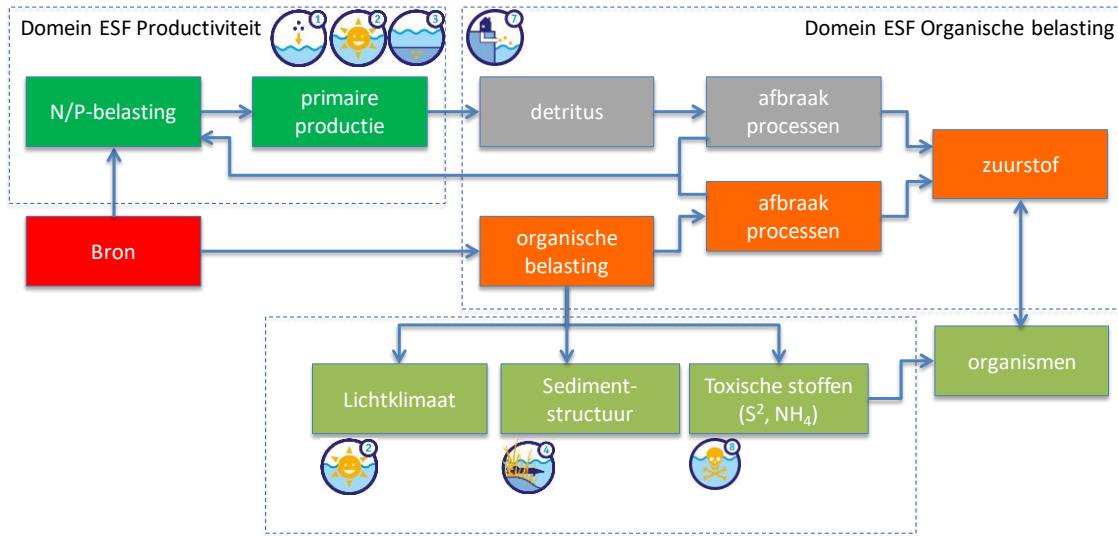 Domein ESF Productiviteit
1
2
3
7
Domein ESF Organische belasting
N/P-belasting
primaire
productie
detritus
afbraak
processen
zuurstof
Bron
organische
belasting
afbraak
processen
Lichtklimaat
Sediment-
structuur
Toxische stoffen
(S², NH₄)
organismen
2
4
8